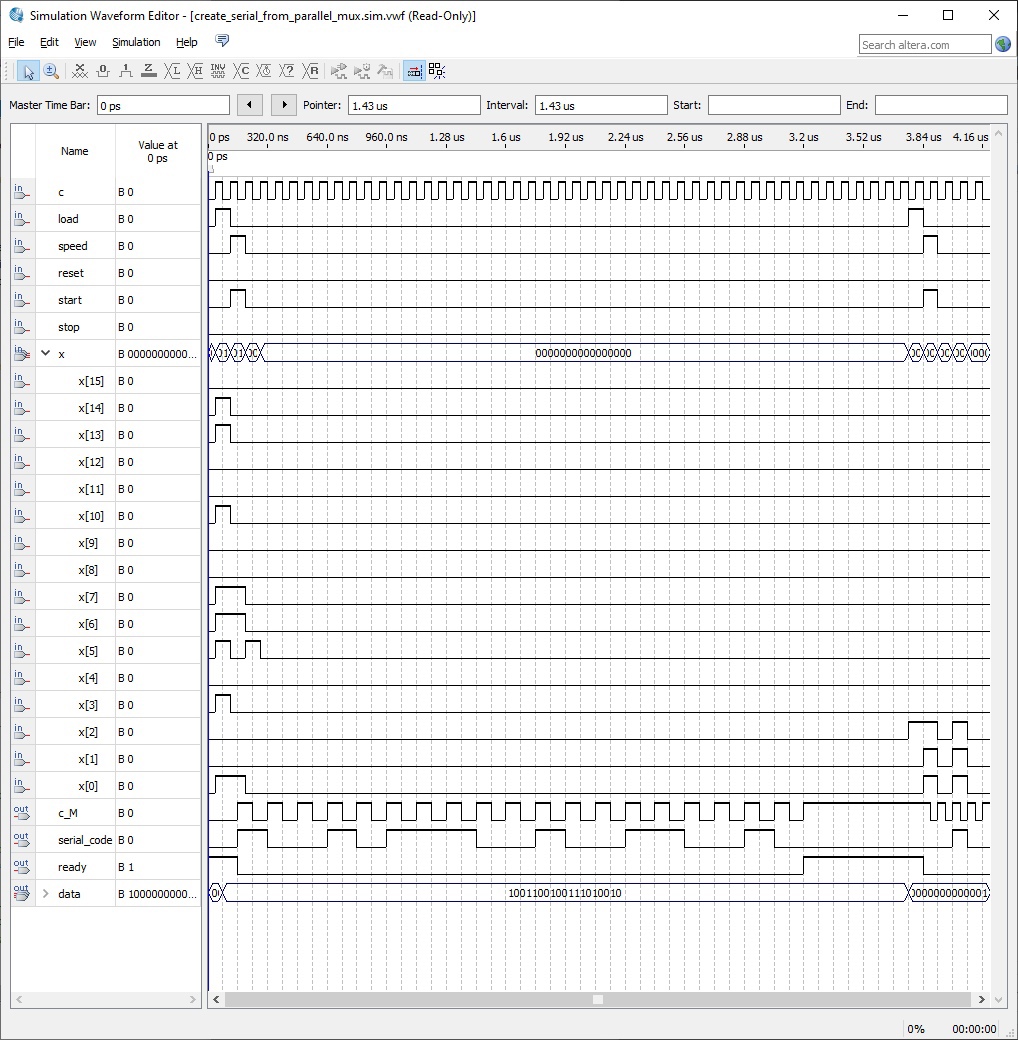 Simulation Waveform Editor - [create_serial_from_parallel_mux.sim.vwf (Read-Only)]
File Edit View Simulation Help
Search altera.com
Master Time Bar: 0 ps Pointer: 1.43 us Interval: 1.43 us Start: End:
Name
Value at
0 ps
0 ps 320.0 ns 640.0 ns 960.0 ns 1.28 us 1.6 us 1.92 us 2.24 us 2.56 us 2.88 us 3.2 us 3.52 us 3.84 us 4.16 us
0 ps
in c B 0
in load B 0
in speed B 0
in reset B 0
in start B 0
in stop B 0
in x B 0000000000... 0000000000000000
in x[15] B 0
in x[14] B 0
in x[13] B 0
in x[12] B 0
in x[11] B 0
in x[10] B 0
in x[9] B 0
in x[8] B 0
in x[7] B 0
in x[6] B 0
in x[5] B 0
in x[4] B 0
in x[3] B 0
in x[2] B 0
in x[1] B 0
in x[0] B 0
out c_M B 0
out serial_code B 0
out ready B 1
out data B 1000000000... 1001100100111010010
0% 00:00:00